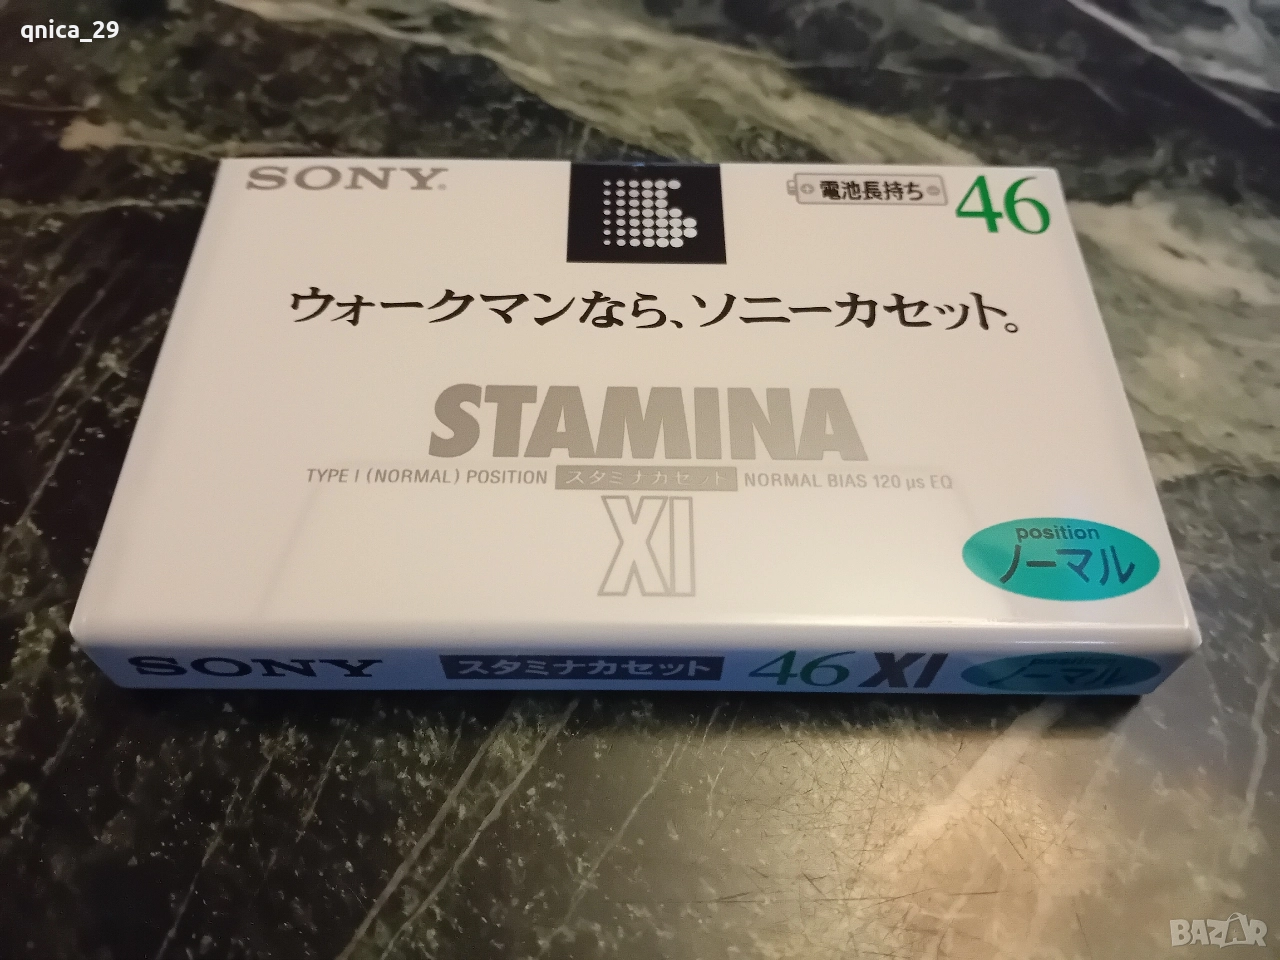 qnica_29
SONY®
電池長持ち
46
ウォークマンなら、ソニーカセット。
STAMINA
TYPE I (NORMAL) POSITION スタミナカセット NORMAL BIAS 120 µs EQ
XI
position
ノーマル
SONY スタミナカセット 46 XI
position
ノーマル
BAZAR